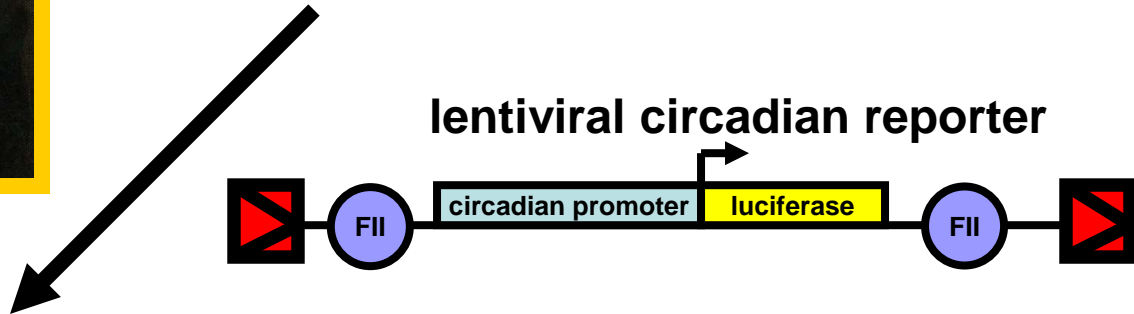 lentiviral circadian reporter
FII circadian promoter luciferase FII